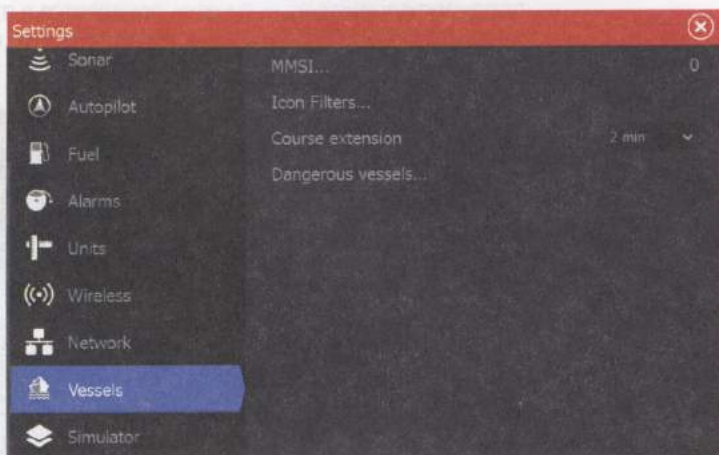 Settings
Sonar
Autopilot
Fuel
Alarms
Units
Wireless
Network
Vessels
Simulator
MMSI... 0
Icon Filters...
Course extension 2 min
Dangerous vessels...